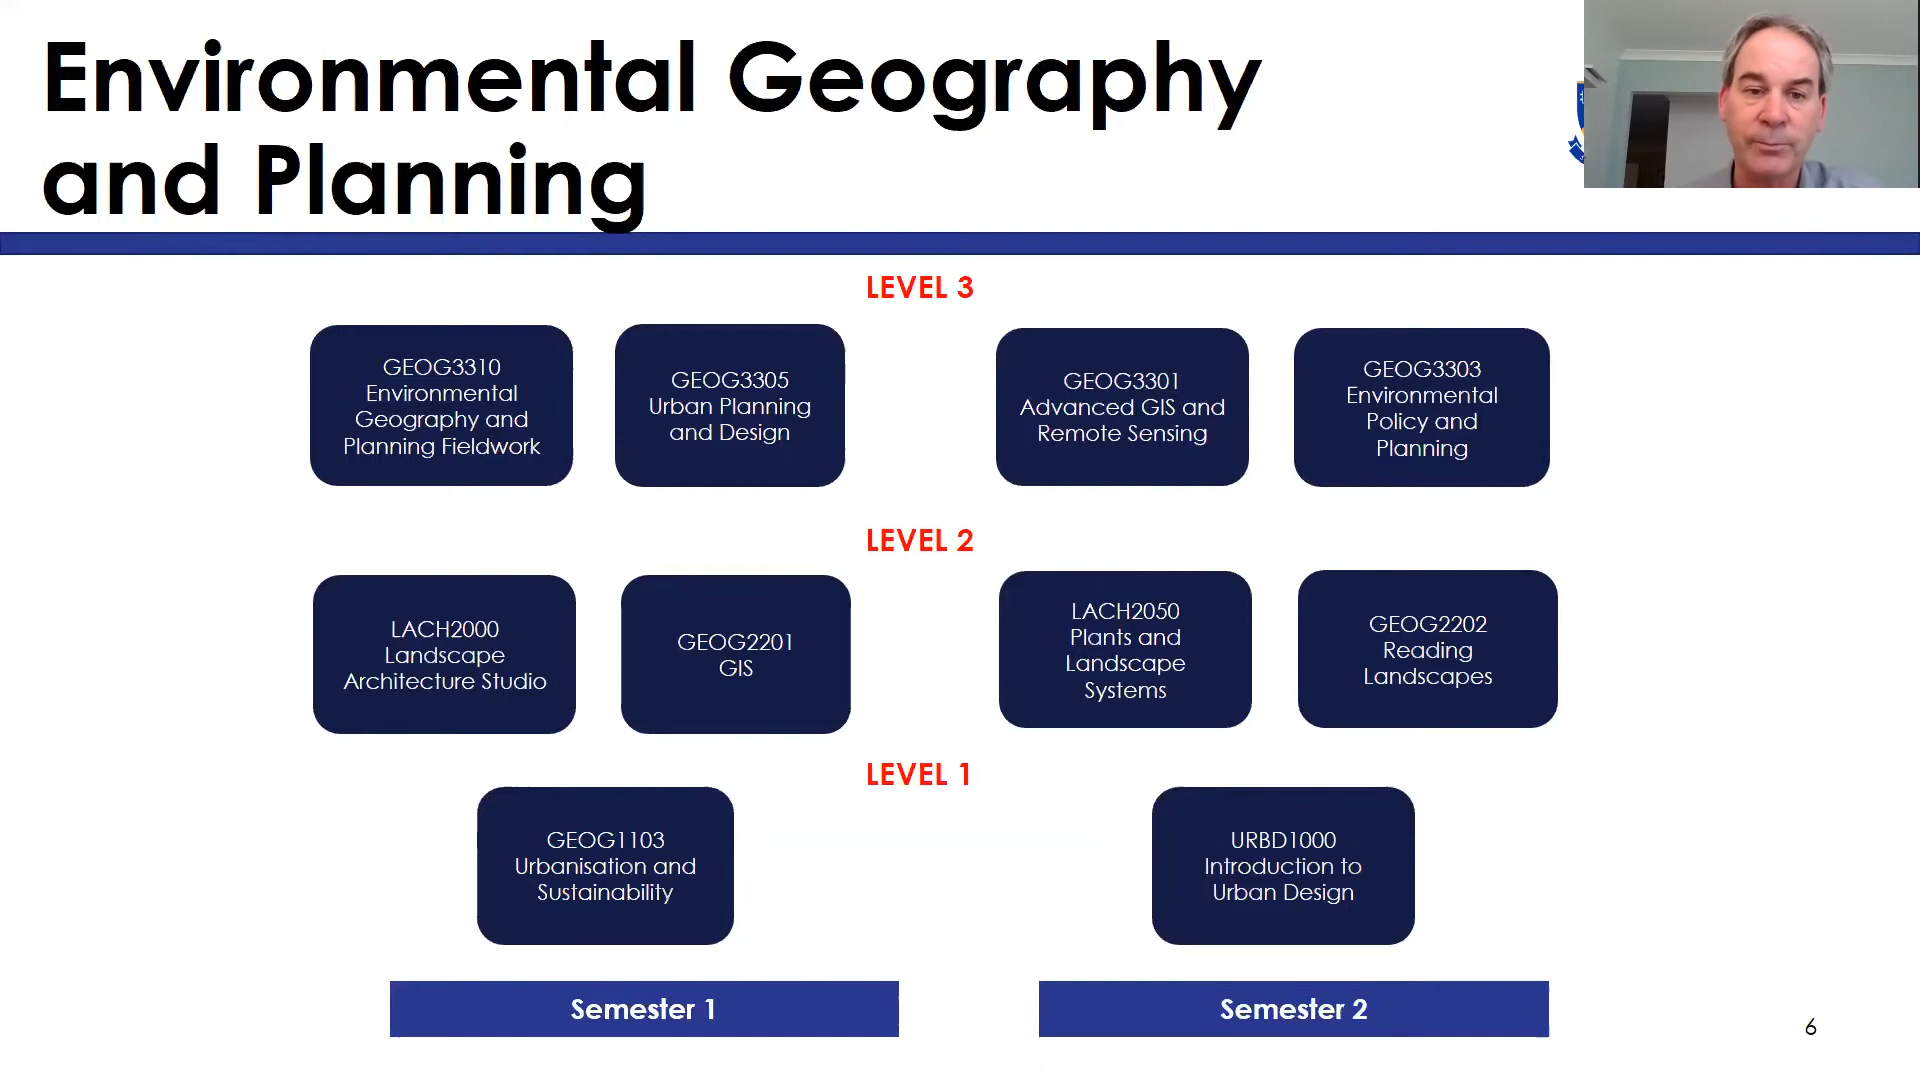 Environmental Geography
and Planning
LEVEL 3
GEOG3310
Environmental
Geography and
Planning Fieldwork
GEOG3305
Urban Planning
and Design
GEOG3301
Advanced GIS and
Remote Sensing
GEOG3303
Environmental
Policy and
Planning
LEVEL 2
LACH2000
Landscape
Architecture Studio
GEOG2201
GIS
LACH2050
Plants and
Landscape
Systems
GEOG2202
Reading
Landscapes
LEVEL 1
GEOG1103
Urbanisation and
Sustainability
URBD1000
Introduction to
Urban Design
Semester 1
Semester 2
6